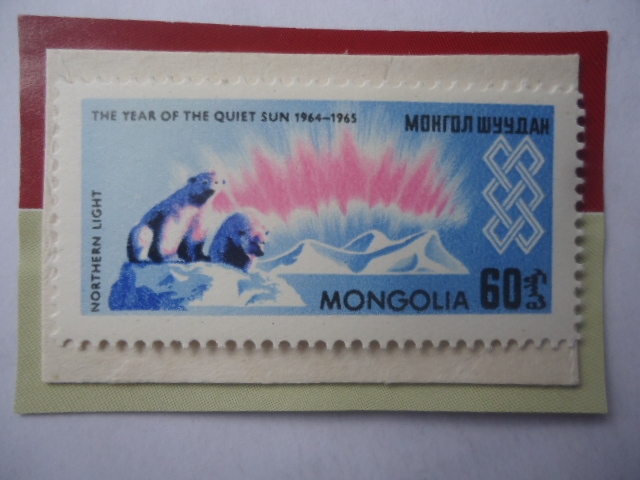 THE YEAR OF THE QUIET SUN 1964–1965
МОНГОЛ ШУУДАН
NORTHERN LIGHT
MONGOLIA 60